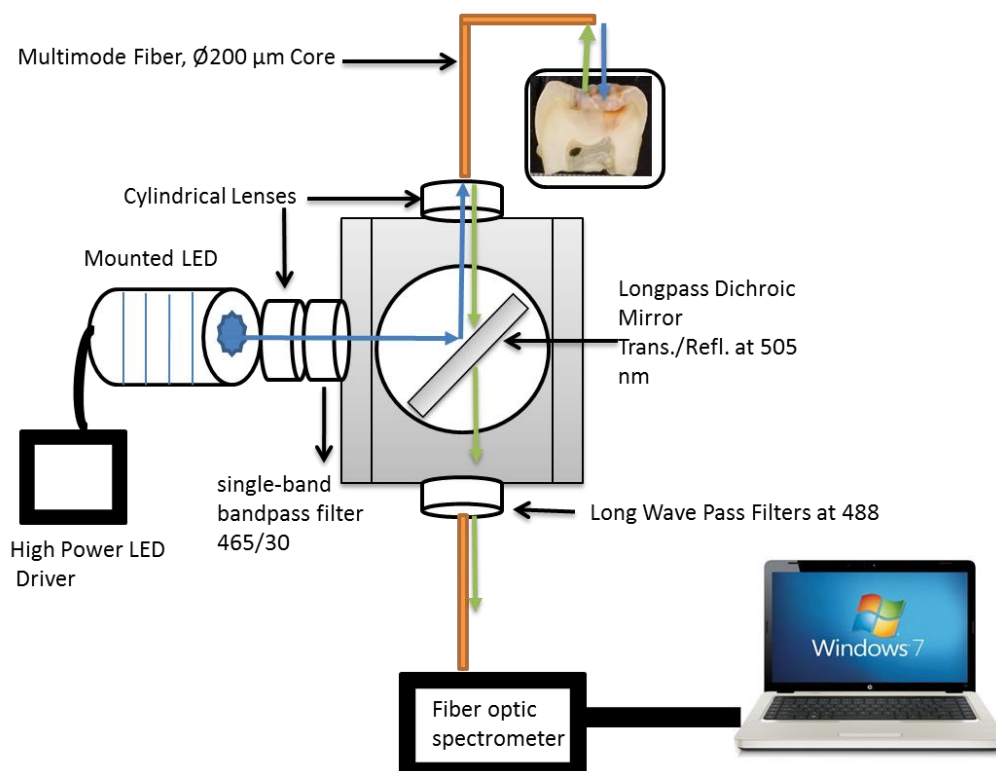 Multimode Fiber, Ø200 µm Core
Cylindrical Lenses
Mounted LED
Longpass Dichroic
Mirror
Trans./Refl. at 505
nm
single-band
bandpass filter
465/30
Long Wave Pass Filters at 488
High Power LED
Driver
Fiber optic
spectrometer
Windows 7